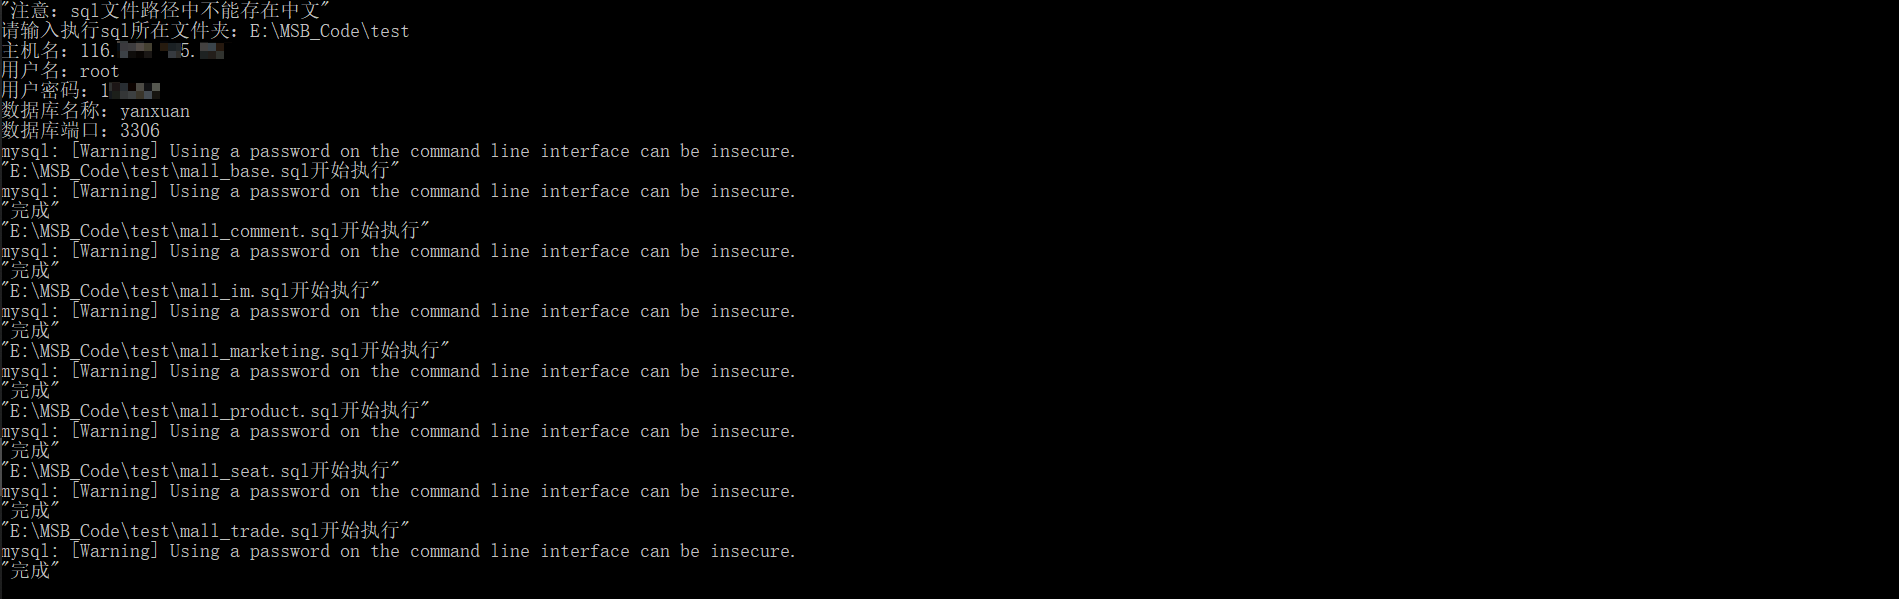 "注意：sql文件路径中不能存在中文"
请输入执行sql所在文件夹：E:\MSB_Code\test
主机名：116. 5.
用户名：root
用户密码：1
数据库名称：yanxuan
数据库端口：3306
mysql: [Warning] Using a password on the command line interface can be insecure.
"E:\MSB_Code\test\mall_base.sql开始执行"
mysql: [Warning] Using a password on the command line interface can be insecure.
"完成"
"E:\MSB_Code\test\mall_comment.sql开始执行"
mysql: [Warning] Using a password on the command line interface can be insecure.
"完成"
"E:\MSB_Code\test\mall_im.sql开始执行"
mysql: [Warning] Using a password on the command line interface can be insecure.
"完成"
"E:\MSB_Code\test\mall_marketing.sql开始执行"
mysql: [Warning] Using a password on the command line interface can be insecure.
"完成"
"E:\MSB_Code\test\mall_product.sql开始执行"
mysql: [Warning] Using a password on the command line interface can be insecure.
"完成"
"E:\MSB_Code\test\mall_seat.sql开始执行"
mysql: [Warning] Using a password on the command line interface can be insecure.
"完成"
"E:\MSB_Code\test\mall_trade.sql开始执行"
mysql: [Warning] Using a password on the command line interface can be insecure.
"完成"